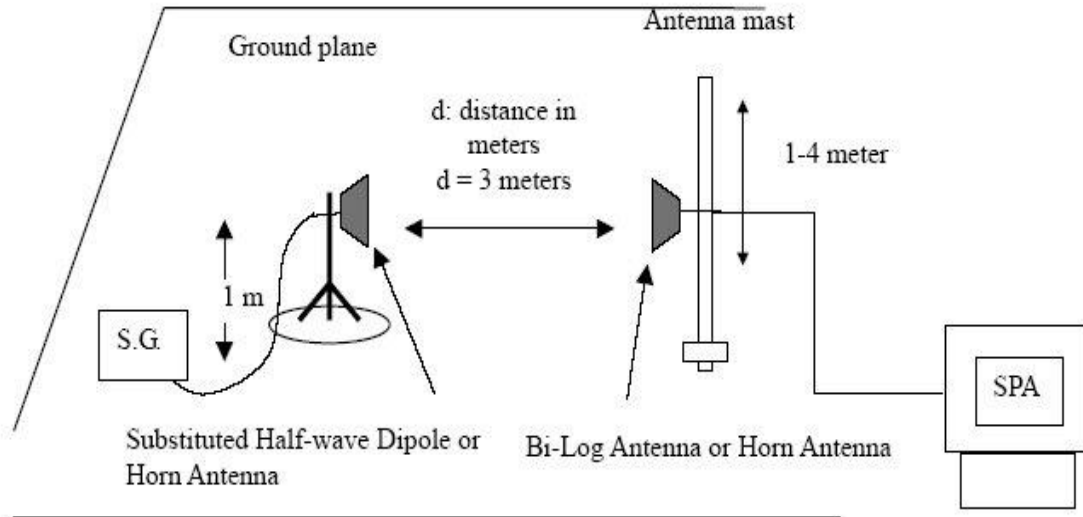 Antenna mast
Ground plane
d: distance in
meters
d = 3 meters
1-4 meter
1 m
S.G.
SPA
Substituted Half-wave Dipole or
Horn Antenna
Bi-Log Antenna or Horn Antenna